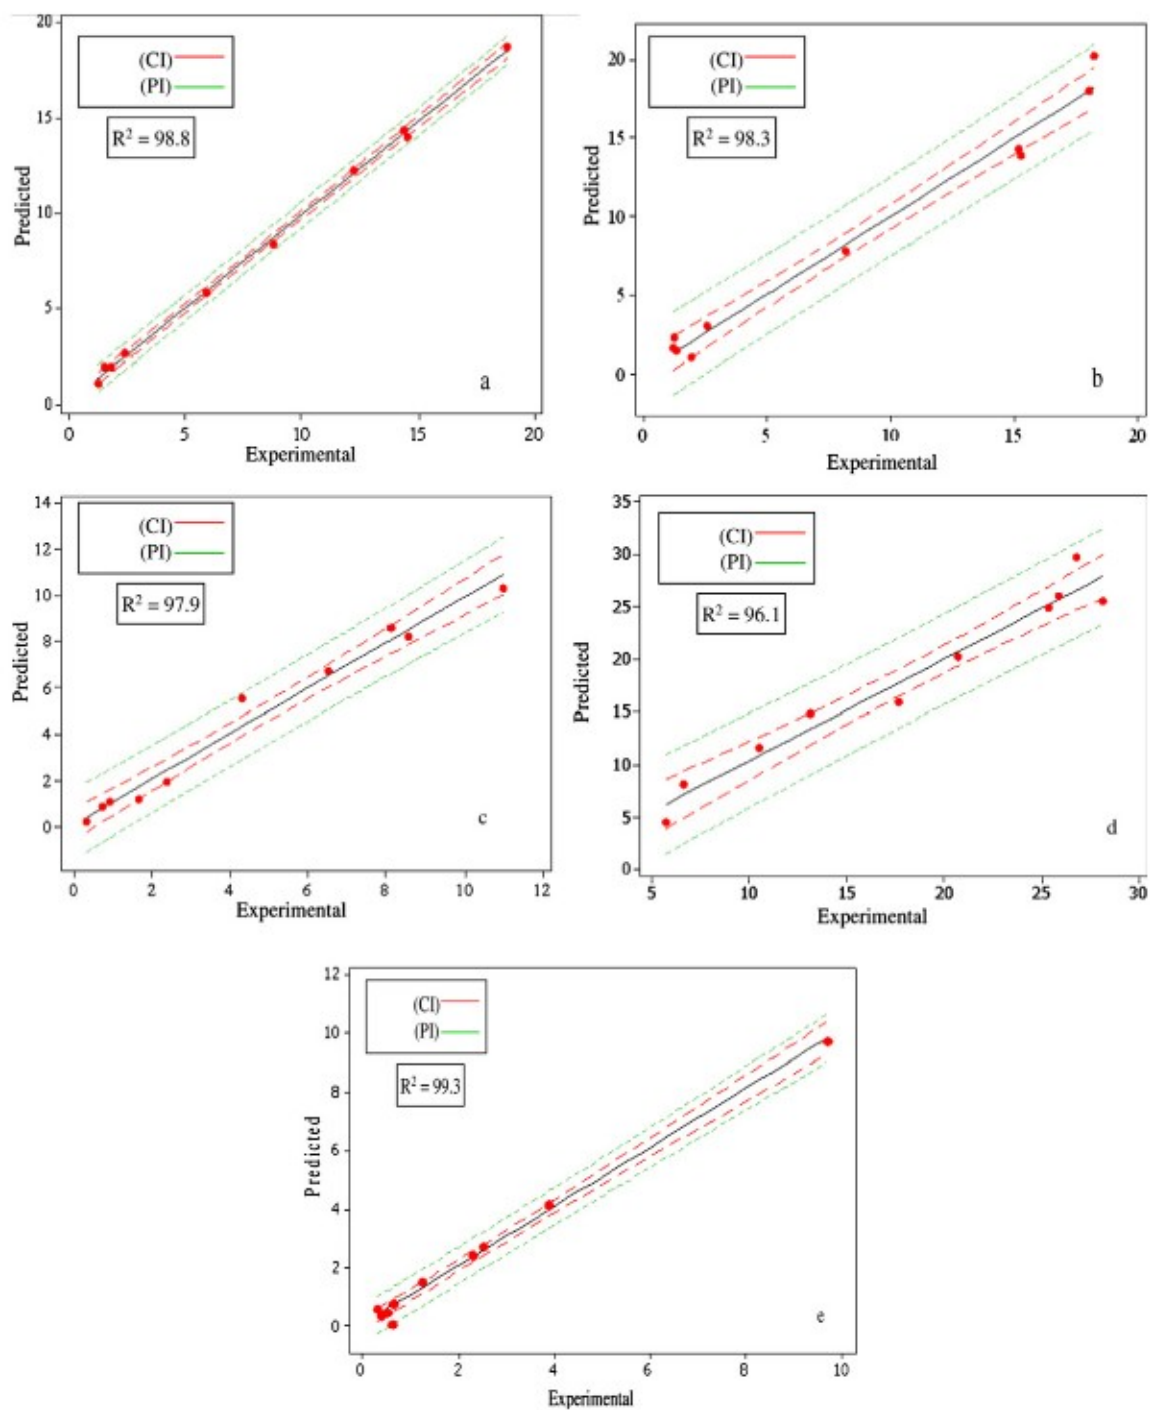 20
15
10
5
0
Predicted
(CI)
(PI)
R² = 98.8
a
0 5 10 15 20
Experimental
20
15
10
5
0
Predicted
(CI)
(PI)
R² = 98.3
b
0 5 10 15 20
Experimental
14
12
10
8
6
4
2
0
Predicted
(CI)
(PI)
R² = 97.9
c
0 2 4 6 8 10 12
Experimental
35
30
25
20
15
10
5
0
Predicted
(CI)
(PI)
R² = 96.1
d
5 10 15 20 25 30
Experimental
12
10
8
6
4
2
0
Predicted
(CI)
(PI)
R² = 99.3
e
0 2 4 6 8 10
Experimental